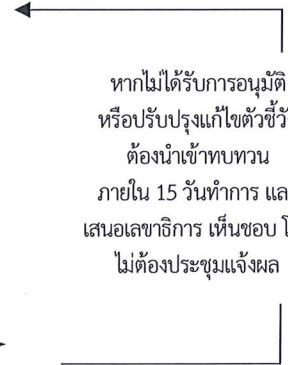 หากไม่ได้รับการอนุมัติ
หรือปรับปรุงแก้ไขตัวชี้วั
ต้องนำเข้าทบทวน
ภายใน 15 วันทำการ แล
เสนอเลขาธิการ เห็นชอบ โ
ไม่ต้องประชุมแจ้งผล